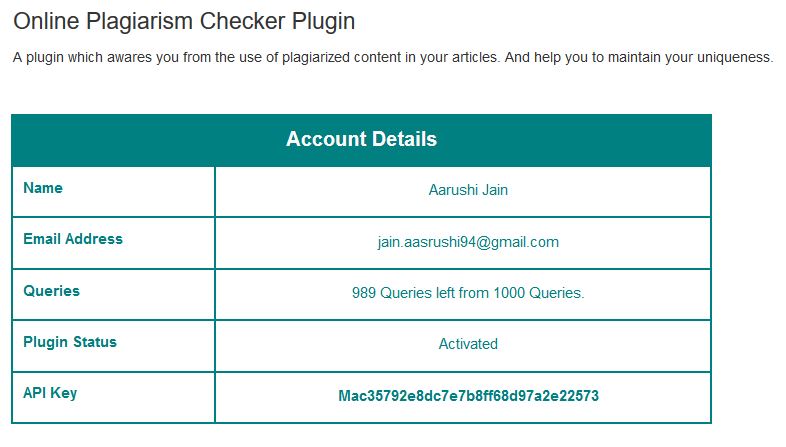 Online Plagiarism Checker Plugin
A plugin which awares you from the use of plagiarized content in your articles. And help you to maintain your uniqueness.
Account Details
Name Aarushi Jain
Email Address jain.aasrushi94@gmail.com
Queries 989 Queries left from 1000 Queries.
Plugin Status Activated
API Key Mac35792e8dc7e7b8ff68d97a2e22573